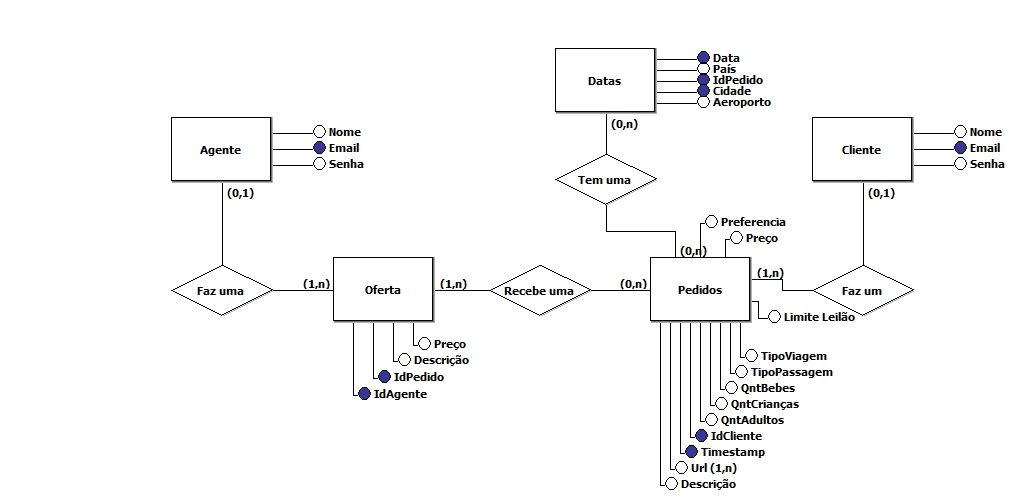 Datas
Data
País
IdPedido
Cidade
Aeroporto
(0,n)
Tem uma
(0,n)
Agente
Nome
Email
Senha
(0,1)
Faz uma
(1,n)
Oferta
(1,n)
Preço
Descrição
IdPedido
IdAgente
Recebe uma
(0,n)
Pedidos
Preferencia
Preço
(1,n)
Limite Leilão
TipoViagem
TipoPassagem
QntBebes
QntCrianças
QntAdultos
IdCliente
Timestamp
Url (1,n)
Descrição
Cliente
Nome
Email
Senha
(0,1)
Faz um